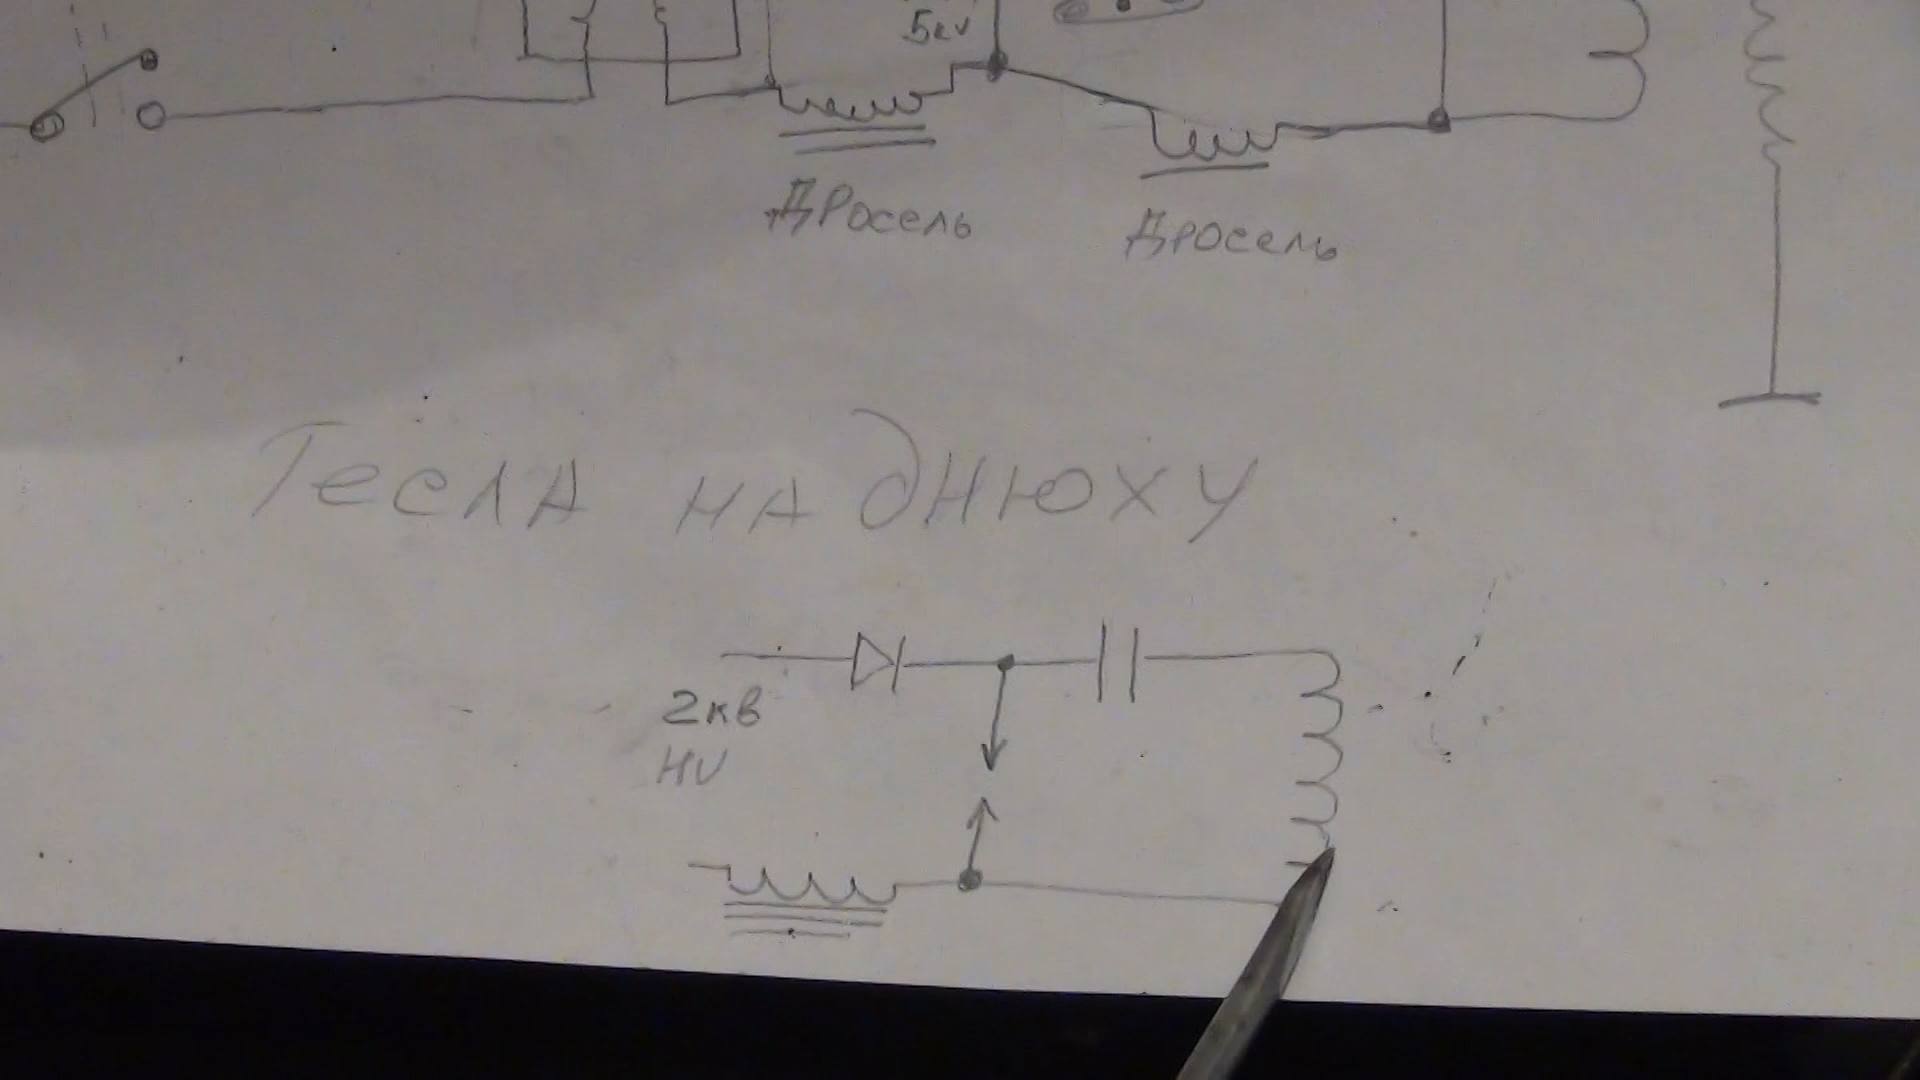 5кv
Дросель
Дросель
Тесла на днюху
2кв
HV